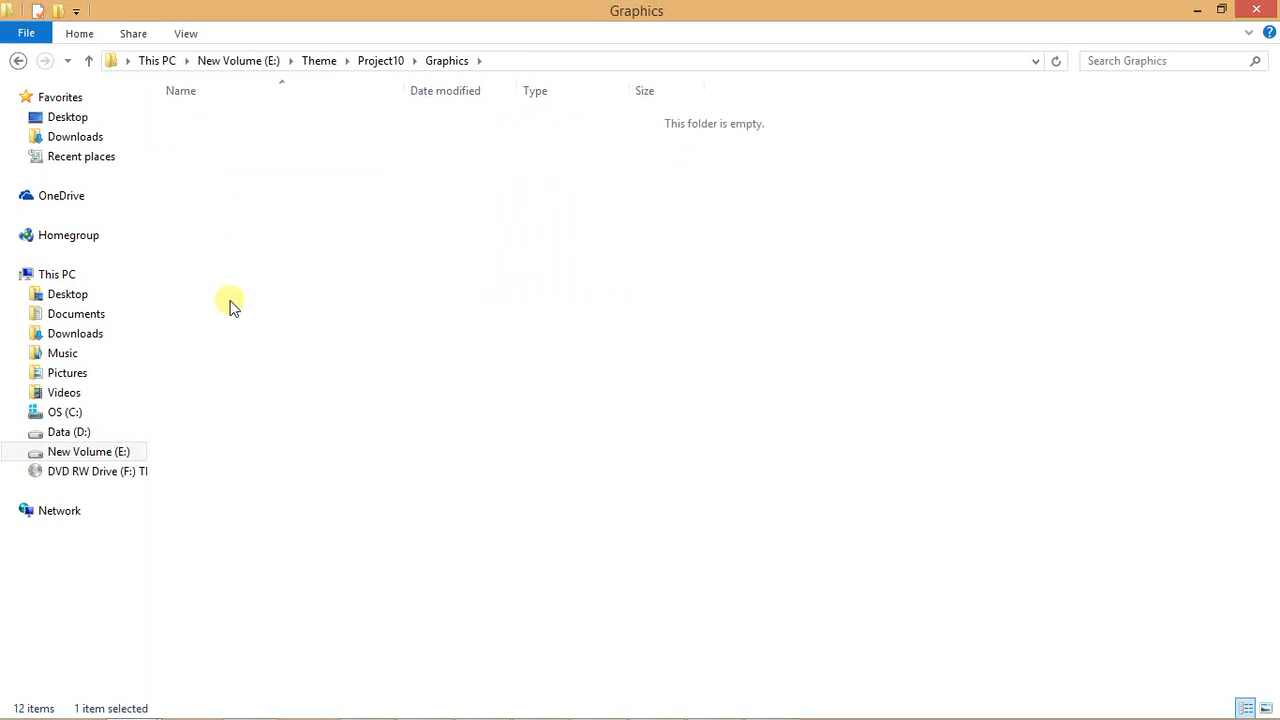 Graphics
File Home Share View
This PC New Volume (E:) Theme Project10 Graphics Search Graphics
Name Date modified Type Size
This folder is empty.
Favorites
Desktop
Downloads
Recent places
OneDrive
Homegroup
This PC
Desktop
Documents
Downloads
Music
Pictures
Videos
OS (C:)
Data (D:)
New Volume (E:)
DVD RW Drive (F:) TI
Network
12 items 1 item selected